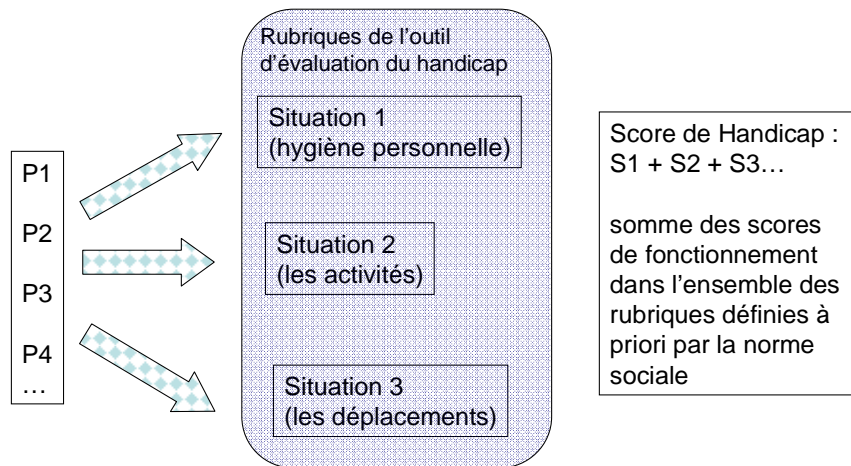 Rubriques de l’outil
d’évaluation du handicap
Situation 1
(hygiène personnelle)
Situation 2
(les activités)
Situation 3
(les déplacements)
P1
P2
P3
P4
…
Score de Handicap :
S1 + S2 + S3…
somme des scores
de fonctionnement
dans l’ensemble des
rubriques définies à
priori par la norme
sociale